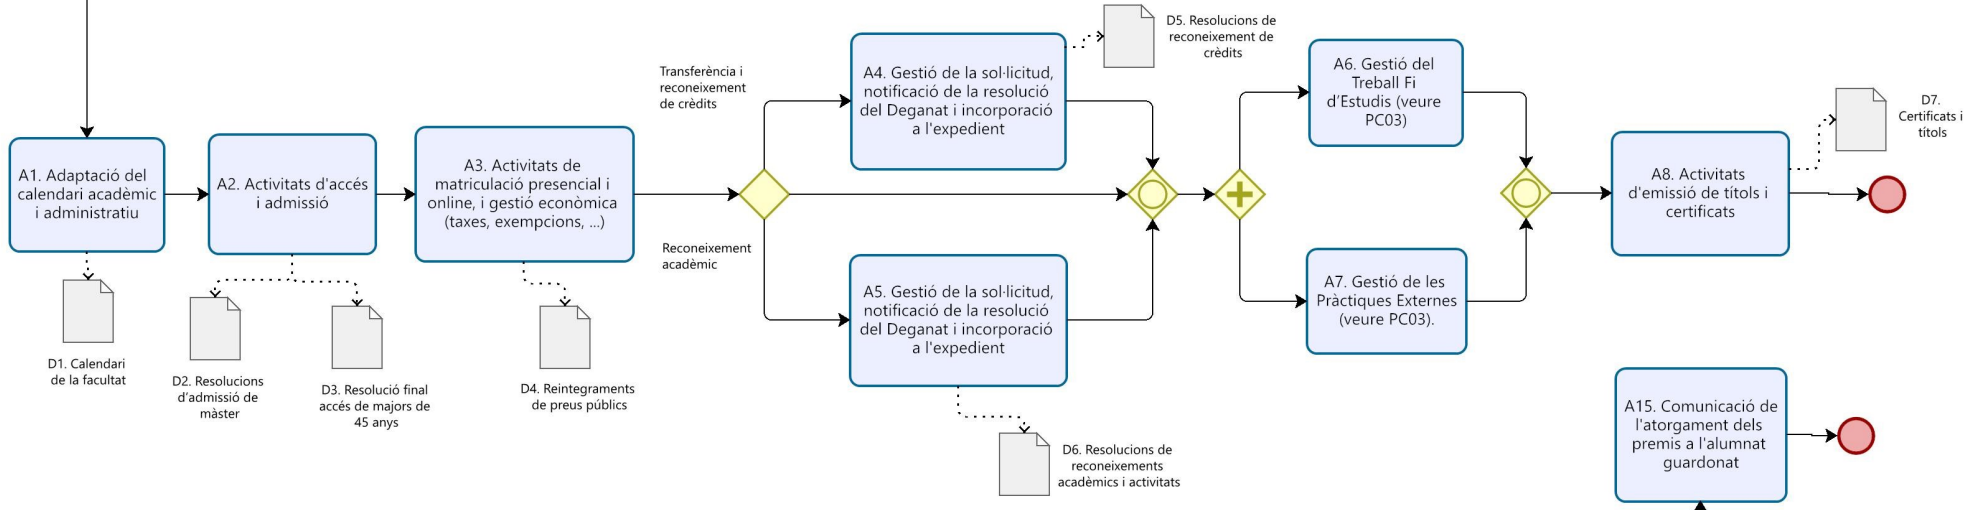 A1. Adaptació del
calendari acadèmic
i administratiu
D1. Calendari
de la facultat
A2. Activitats d'accés
i admissió
D2. Resolucions
d'admissió de
màster
D3. Resolució final
accés de majors de
45 anys
A3. Activitats de
matriculació presencial i
online, i gestió econòmica
(taxes, exempcions, ...)
D4. Reintegraments
de preus públics
Transferència i
reconeixement
de crèdits
Reconeixement
acadèmic
A4. Gestió de la sol·licitud,
notificació de la resolució
del Deganat i incorporació
a l'expedient
D5. Resolucions de
reconeixement de
crèdits
A5. Gestió de la sol·licitud,
notificació de la resolució
del Deganat i incorporació
a l'expedient
D6. Resolucions de
reconeixements
acadèmics i activitats
A6. Gestió del
Treball Fi
d'Estudis (veure
PC03)
A7. Gestió de les
Pràctiques Externes
(veure PC03).
A8. Activitats
d'emissió de títols i
certificats
D7.
Certificats i
títols
A15. Comunicació de
l'atorgament dels
premis a l'alumnat
guardonat